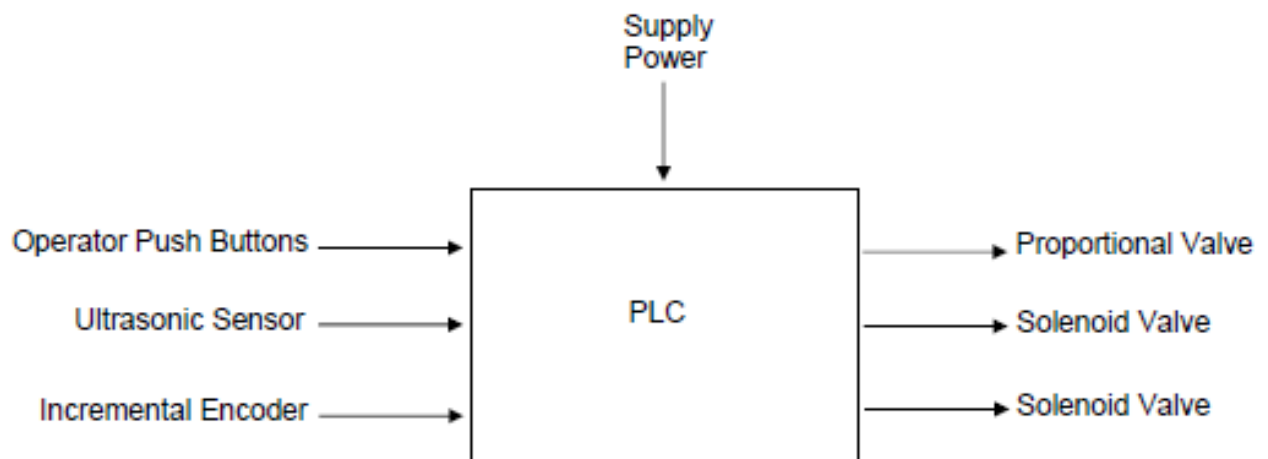 Supply
Power
Operator Push Buttons
Proportional Valve
Ultrasonic Sensor
PLC
Solenoid Valve
Incremental Encoder
Solenoid Valve